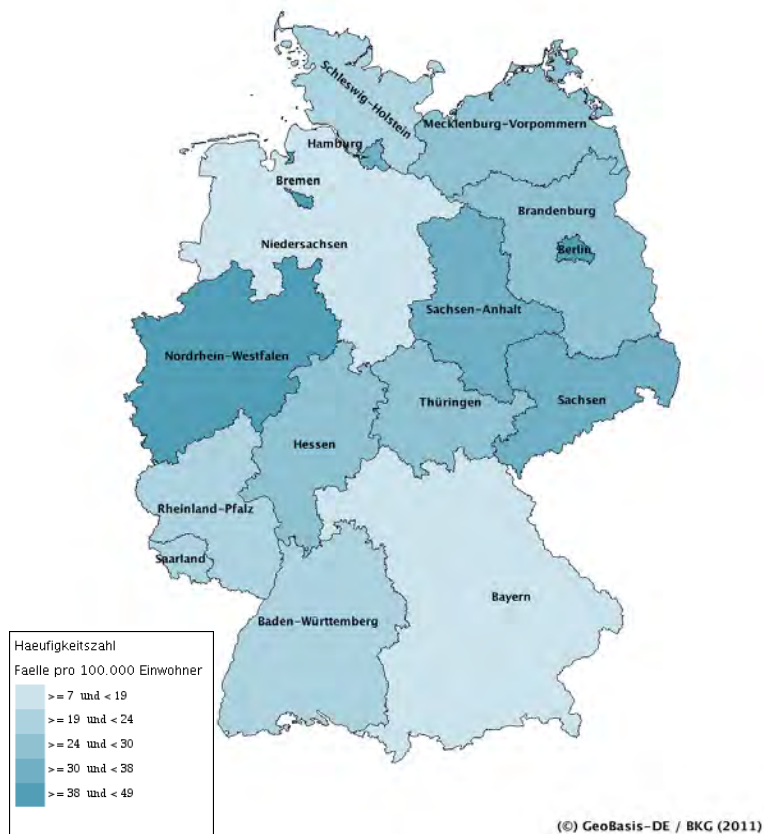 Schleswig-Holstein
Mecklenburg-Vorpommern
Hamburg
Bremen
Brandenburg
Niedersachsen
Berlin
Sachsen-Anhalt
Nordrhein-Westfalen
Thüringen
Sachsen
Hessen
Rheinland-Pfalz
Saarland
Bayern
Baden-Württemberg
Haeufigkeitszahl
Faelle pro 100.000 Einwohner
>= 7 und < 19
>= 19 und < 24
>= 24 und < 30
>= 30 und < 38
>= 38 und < 49
(©) GeoBasis-DE / BKG (2011)